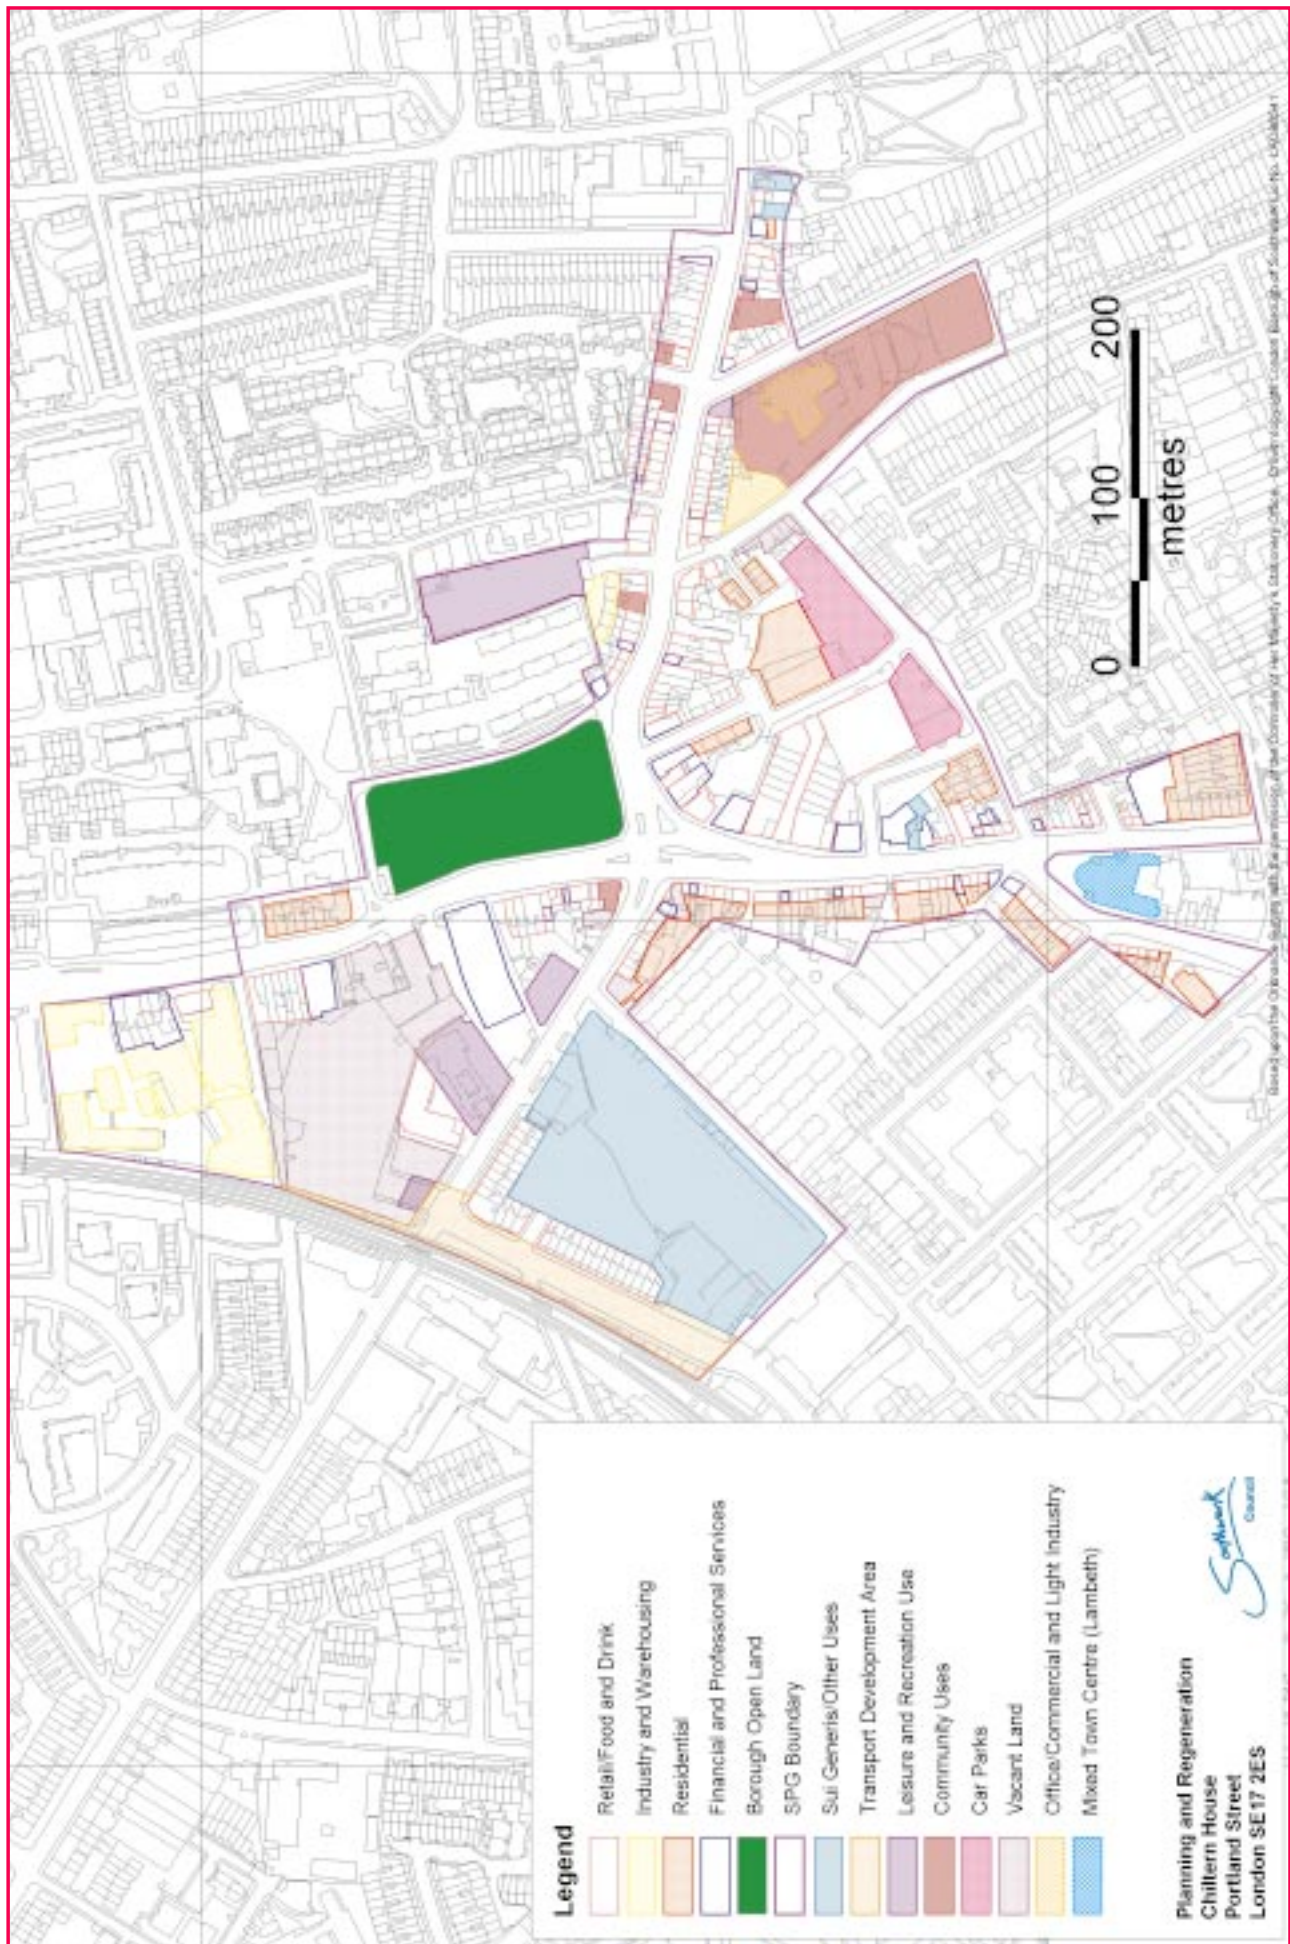 Legend
Retail/Food and Drink
Industry and Warehousing
Residential
Financial and Professional Services
Borough Open Land
SPG Boundary
Sui Generis/Other Uses
Transport Development Area
Leisure and Recreation Use
Community Uses
Car Parks
Vacant Land
Office/Commercial and Light Industry
Mixed Town Centre (Lambeth)
Planning and Regeneration
Chiltern House
Portland Street
London SE17 2ES
Southwark
Council
0 100 200
metres